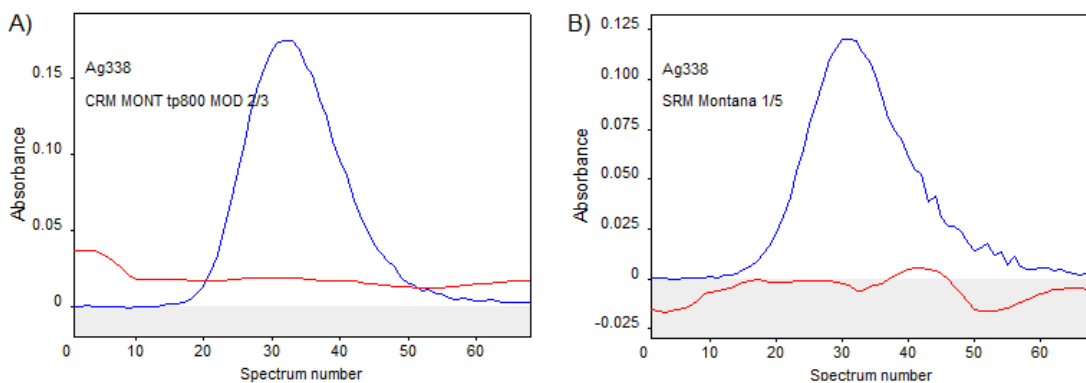 A)
Ag338
CRM MONT tp800 MOD 2/3
Absorbance
0.15
0.10
0.05
0
0 10 20 30 40 50 60
Spectrum number
B)
Ag338
SRM Montana 1/5
Absorbance
0.125
0.100
0.075
0.050
0.025
0
-0.025
0 10 20 30 40 50 60
Spectrum number